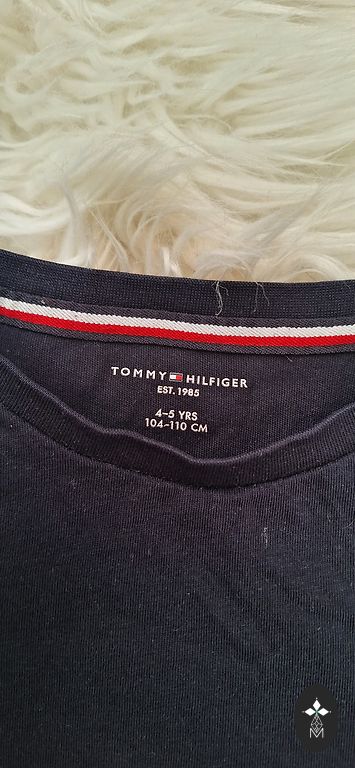 TOMMY HILFIGER
EST. 1985
4–5 YRS
104–110 CM
M